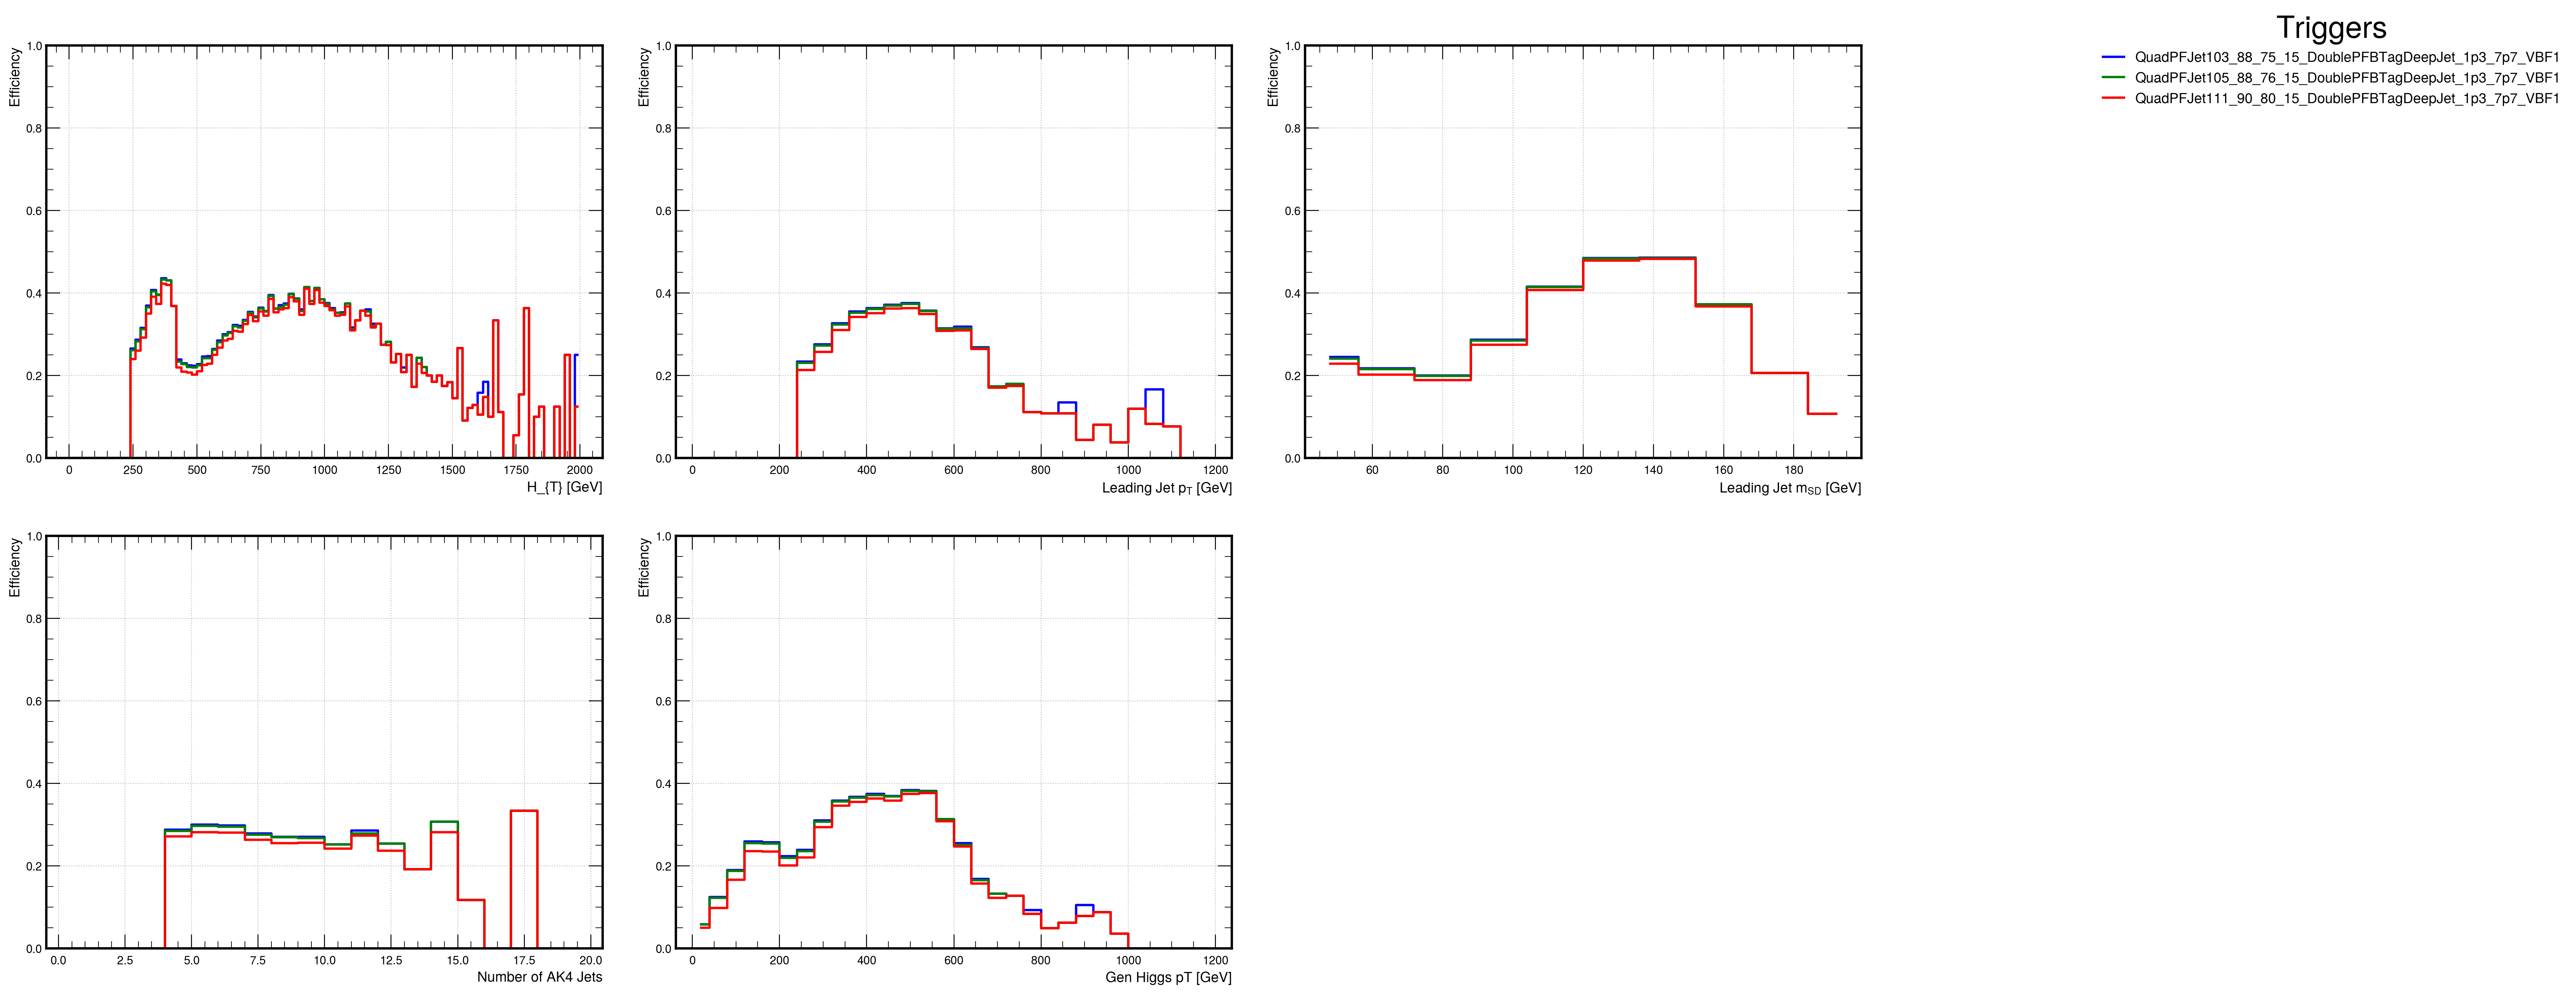 Triggers
QuadPFJet103_88_75_15_DoublePFBTagDeepJet_1p3_7p7_VBF1
QuadPFJet105_88_76_15_DoublePFBTagDeepJet_1p3_7p7_VBF1
QuadPFJet111_90_80_15_DoublePFBTagDeepJet_1p3_7p7_VBF1
Efficiency
1.0
0.8
0.6
0.4
0.2
0.0
0 250 500 750 1000 1250 1500 1750 2000
H_{T} [GeV]
Efficiency
1.0
0.8
0.6
0.4
0.2
0.0
0 200 400 600 800 1000 1200
Leading Jet p_T [GeV]
Efficiency
1.0
0.8
0.6
0.4
0.2
0.0
60 80 100 120 140 160 180
Leading Jet m_SD [GeV]
Efficiency
1.0
0.8
0.6
0.4
0.2
0.0
0.0 2.5 5.0 7.5 10.0 12.5 15.0 17.5 20.0
Number of AK4 Jets
Efficiency
1.0
0.8
0.6
0.4
0.2
0.0
0 200 400 600 800 1000 1200
Gen Higgs pT [GeV]